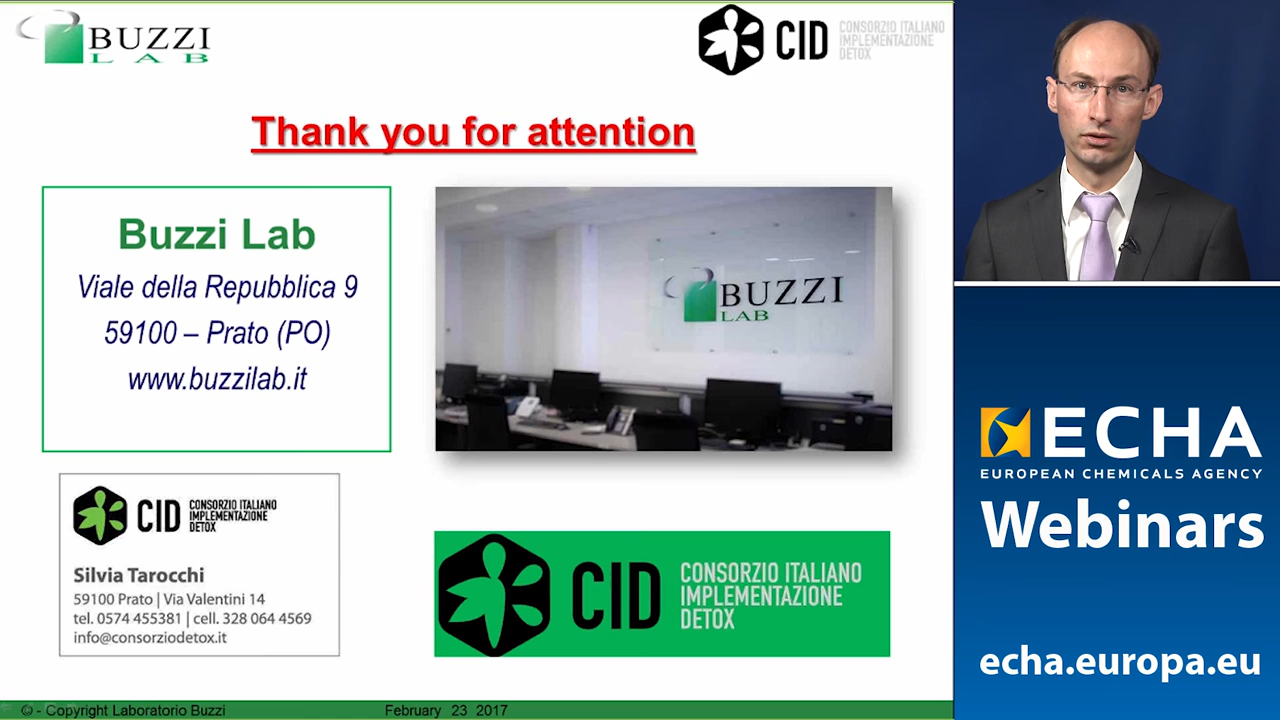 BUZZI
LAB
CID
CONSORZIO ITALIANO
IMPLEMENTAZIONE
DETOX
Thank you for attention
Buzzi Lab
Viale della Repubblica 9
59100 – Prato (PO)
www.buzzilab.it
BUZZI
LAB
CID
CONSORZIO ITALIANO
IMPLEMENTAZIONE
DETOX
Silvia Tarocchi
59100 Prato | Via Valentini 14
tel. 0574 455381 | cell. 328 064 4569
info@consorziodetox.it
CID
CONSORZIO ITALIANO
IMPLEMENTAZIONE
DETOX
© - Copyright Laboratorio Buzzi
February 23 2017
ECHA
EUROPEAN CHEMICALS AGENCY
Webinars
echa.europa.eu